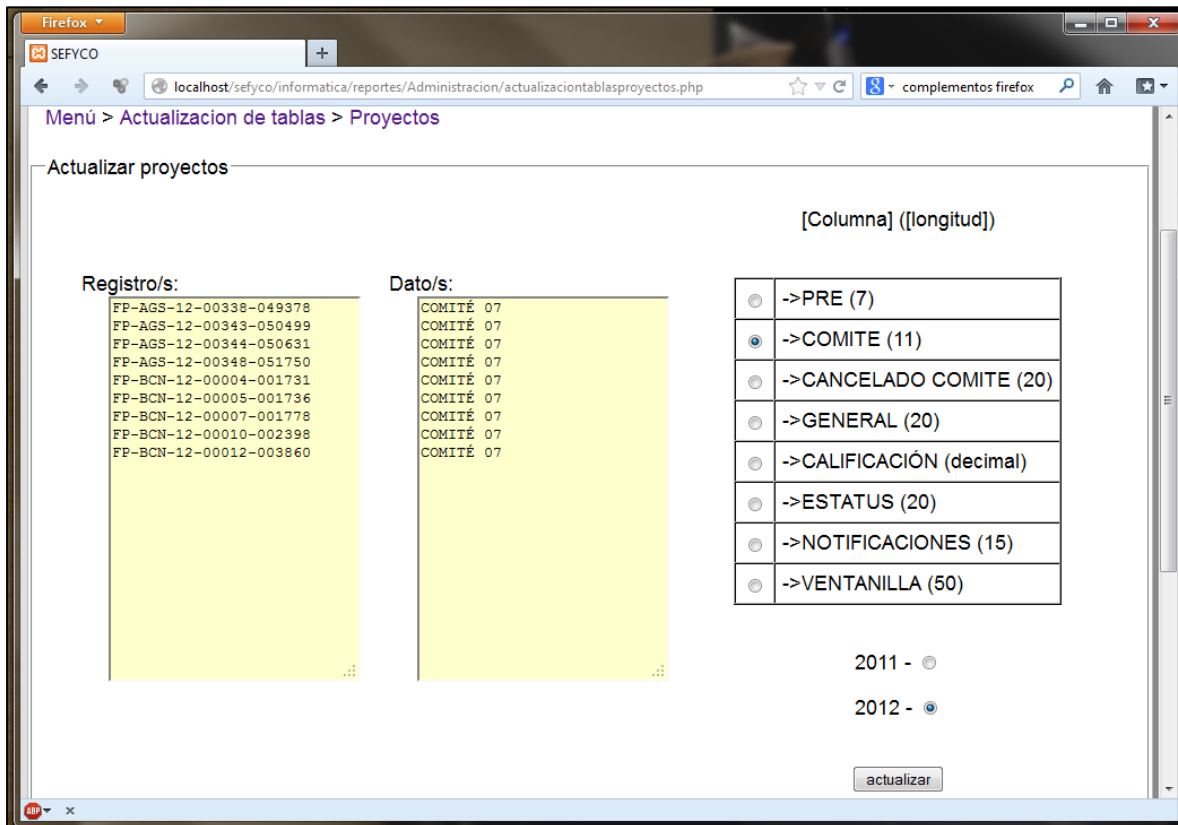 Firefox
SEFYCO
localhost/sefyco/informatica/reportes/Administracion/actualizaciontablasproyectos.php
complementos firefox
Menú > Actualizacion de tablas > Proyectos
Actualizar proyectos
[Columna] ([longitud])
Registro/s:
FP-AGS-12-00338-049378
FP-AGS-12-00343-050499
FP-AGS-12-00344-050631
FP-AGS-12-00348-051750
FP-BCN-12-00004-001731
FP-BCN-12-00005-001736
FP-BCN-12-00007-001778
FP-BCN-12-00010-002398
FP-BCN-12-00012-003860
Dato/s:
COMITÉ 07
COMITÉ 07
COMITÉ 07
COMITÉ 07
COMITÉ 07
COMITÉ 07
COMITÉ 07
COMITÉ 07
COMITÉ 07
->PRE (7)
->COMITE (11)
->CANCELADO COMITE (20)
->GENERAL (20)
->CALIFICACIÓN (decimal)
->ESTATUS (20)
->NOTIFICACIONES (15)
->VENTANILLA (50)
2011 -
2012 -
actualizar
ABP